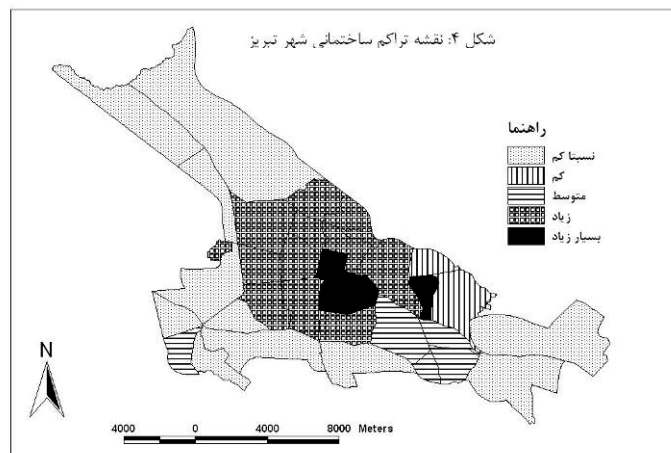 شکل ۴: نقشه تراکم ساختمانی شهر تبریز
راهنما
نسبتا کم
کم
متوسط
زیاد
بسیار زیاد
N
4000 0 4000 8000 Meters